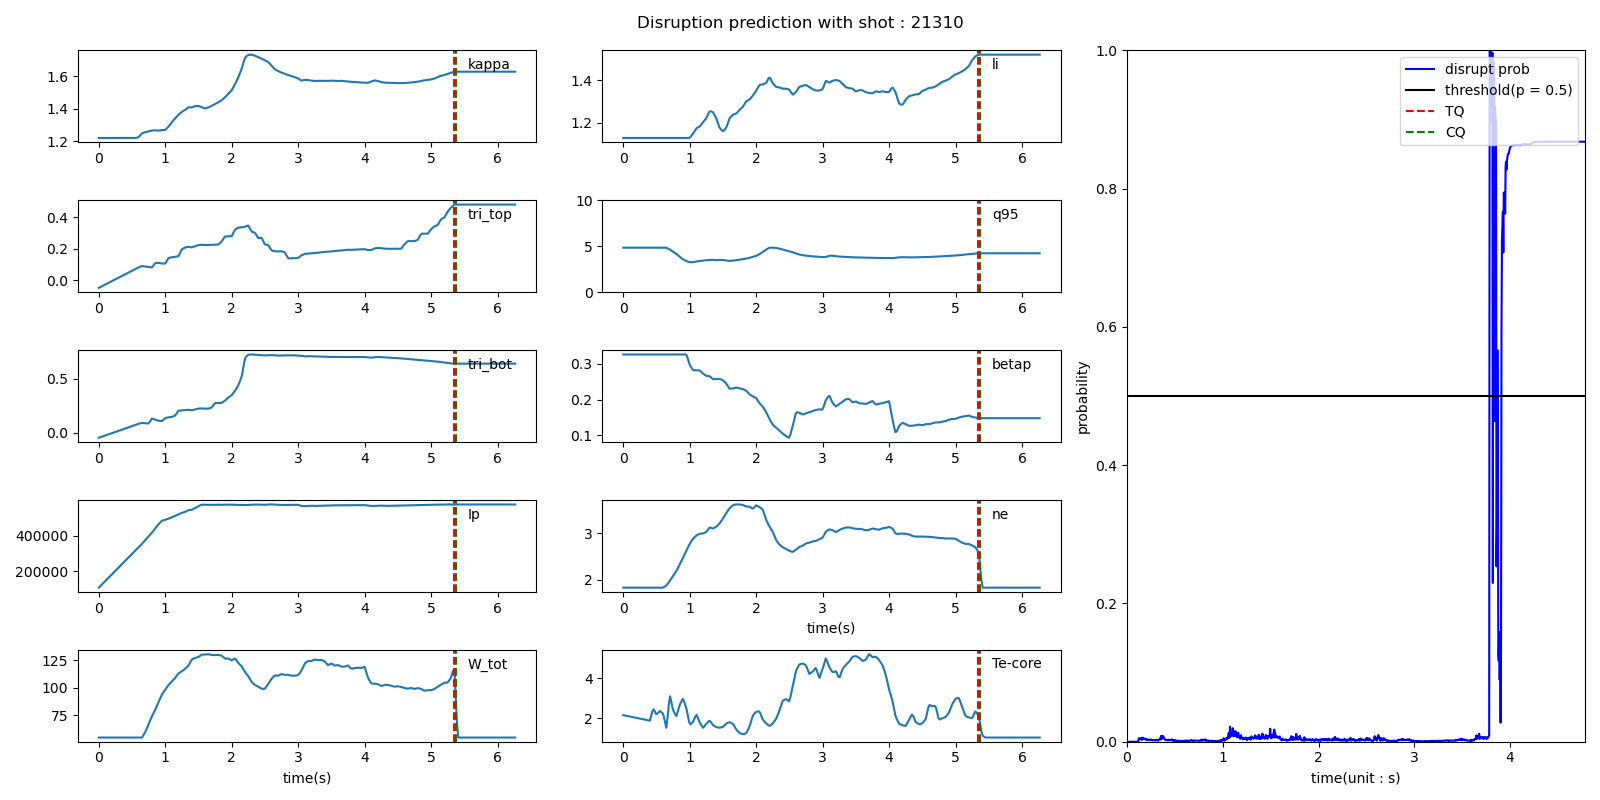 Disruption prediction with shot : 21310
kappa
1.6
1.4
1.2
0 1 2 3 4 5 6
li
1.4
1.2
0 1 2 3 4 5 6
tri_top
0.4
0.2
0.0
0 1 2 3 4 5 6
q95
10
5
0
0 1 2 3 4 5 6
tri_bot
0.5
0.0
0 1 2 3 4 5 6
betap
0.3
0.2
0.1
0 1 2 3 4 5 6
Ip
400000
200000
0 1 2 3 4 5 6
ne
3
2
0 1 2 3 4 5 6
time(s)
W_tot
125
100
75
0 1 2 3 4 5 6
time(s)
Te-core
4
2
0 1 2 3 4 5 6
disrupt prob
threshold(p = 0.5)
TQ
CQ
1.0
0.8
0.6
0.4
0.2
0.0
probability
0 1 2 3 4
time(unit : s)